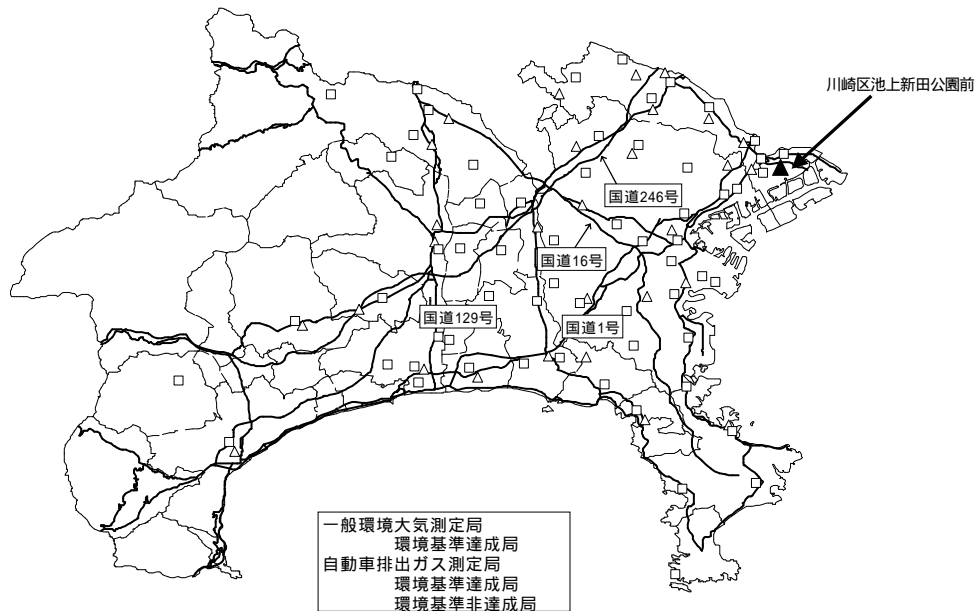 川崎区池上新田公園前
国道246号
国道16号
国道129号
国道1号
一般環境大気測定局
環境基準達成局
自動車排出ガス測定局
環境基準達成局
環境基準非達成局